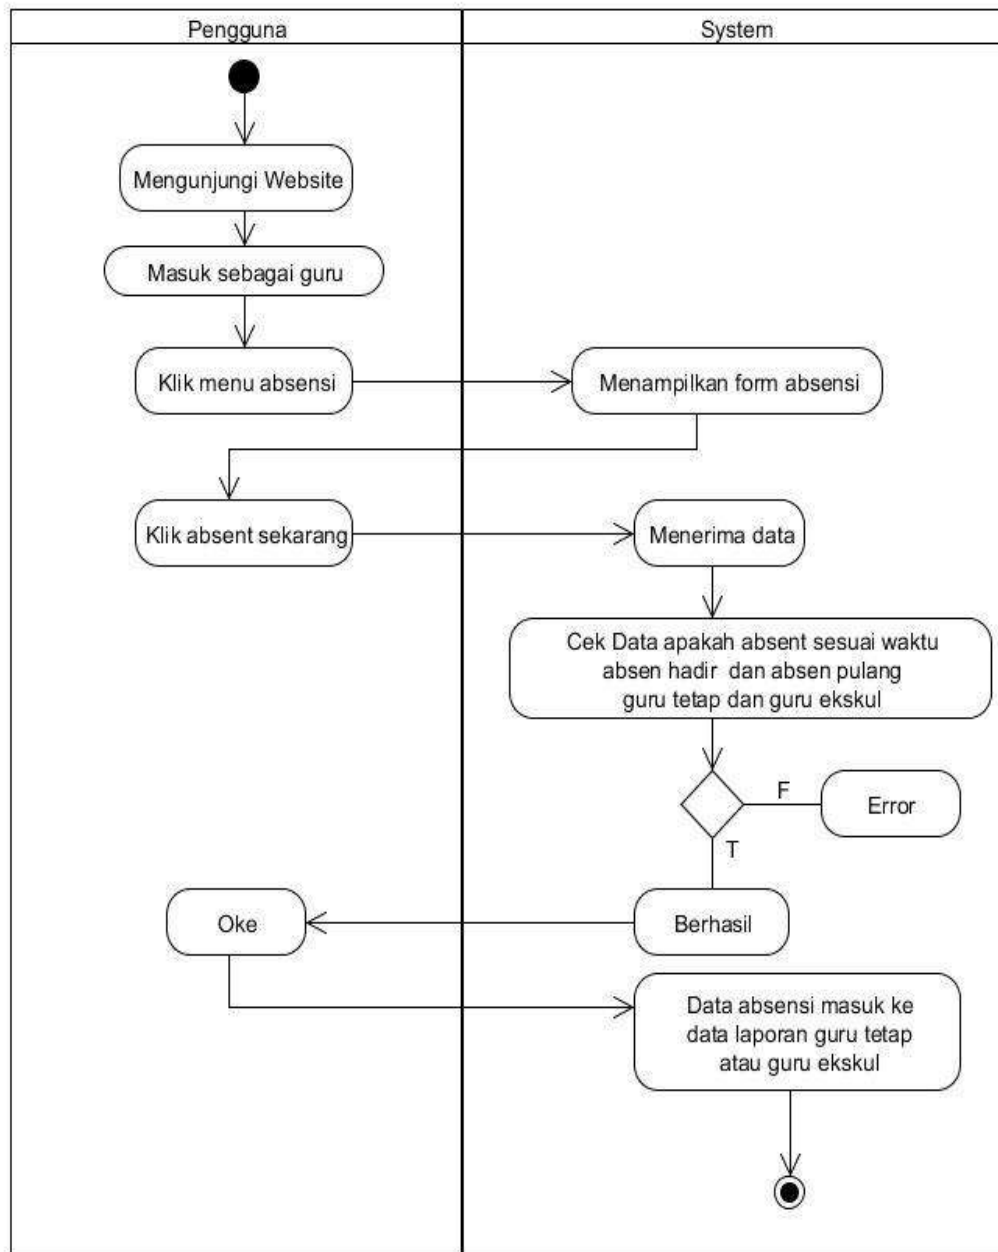 Pengguna
System
Mengunjungi Website
Masuk sebagai guru
Klik menu absensi
Menampilkan form absensi
Klik absent sekarang
Menerima data
Cek Data apakah absent sesuai waktu
absen hadir dan absen pulang
guru tetap dan guru ekskul
F
Error
T
Oke
Berhasil
Data absensi masuk ke
data laporan guru tetap
atau guru ekskul